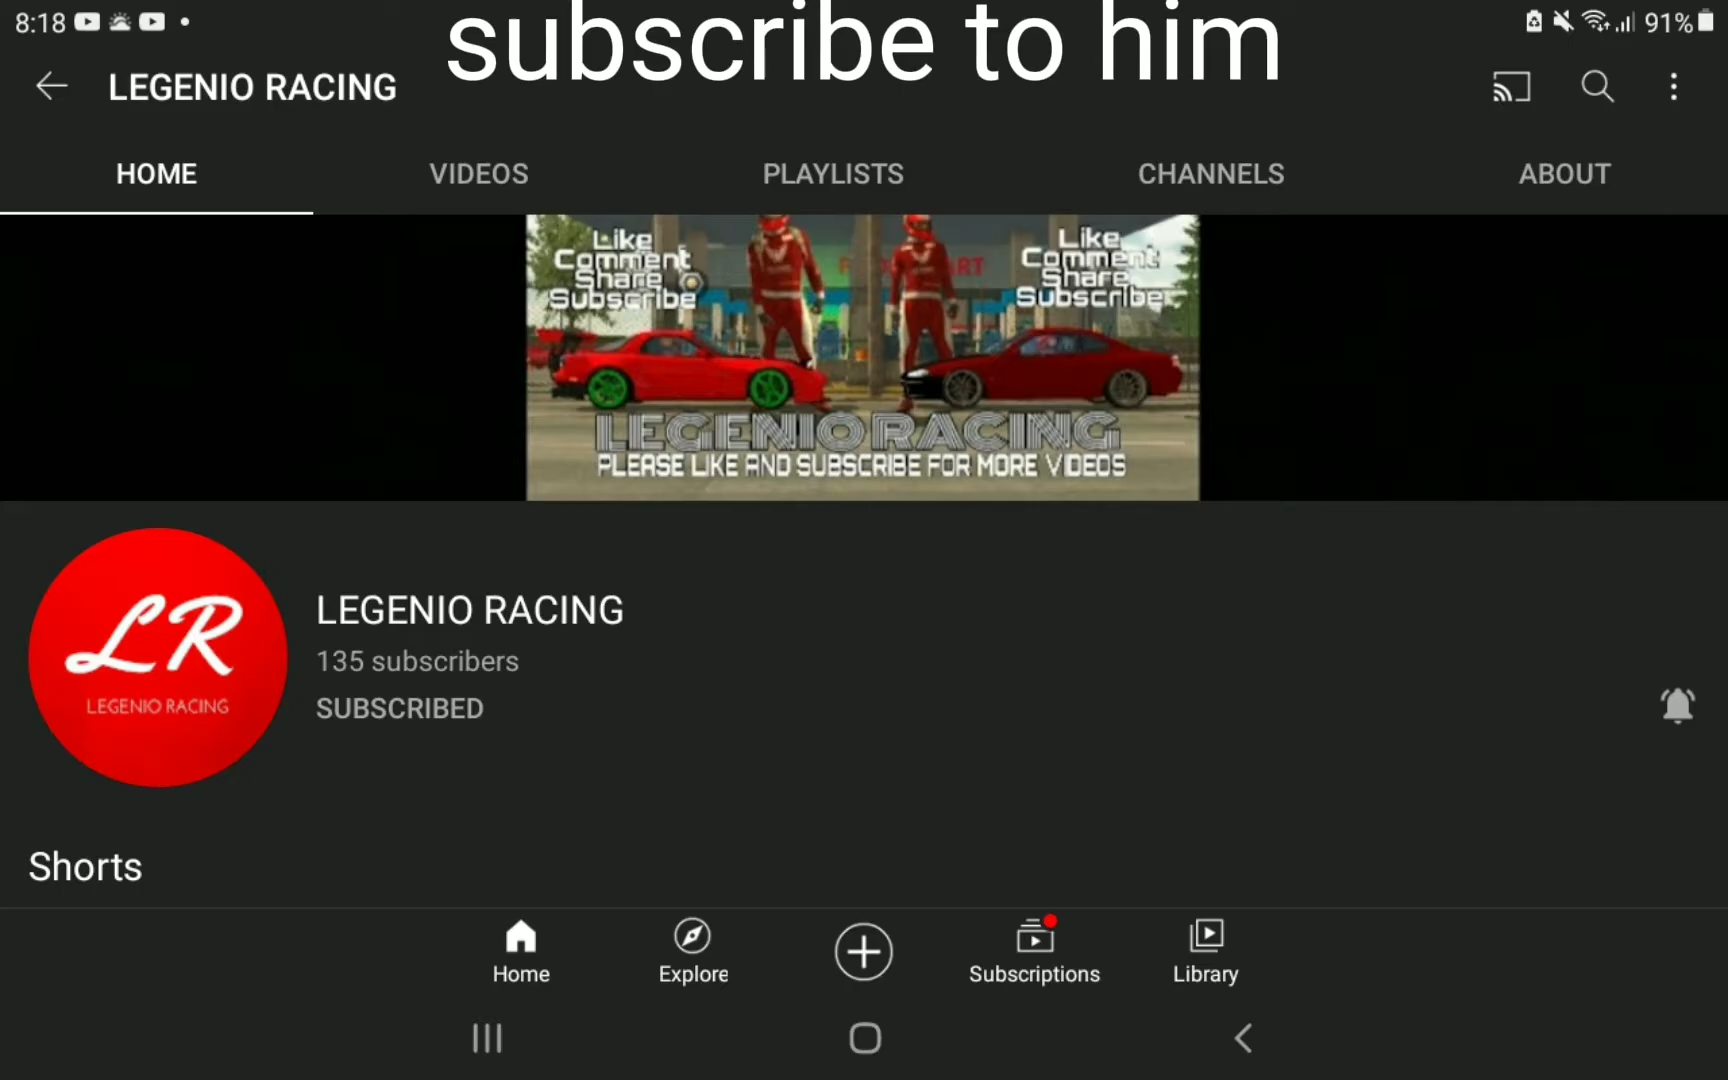 8:18
91%
subscribe to him
LEGENIO RACING
HOME
VIDEOS
PLAYLISTS
CHANNELS
ABOUT
Like
Comment
Share
Subscribe
Like
Comment
Share
Subscribe
LEGENIO RACING
PLEASE LIKE AND SUBSCRIBE FOR MORE VIDEOS
LR
LEGENIO RACING
LEGENIO RACING
135 subscribers
SUBSCRIBED
Shorts
Home
Explore
Subscriptions
Library